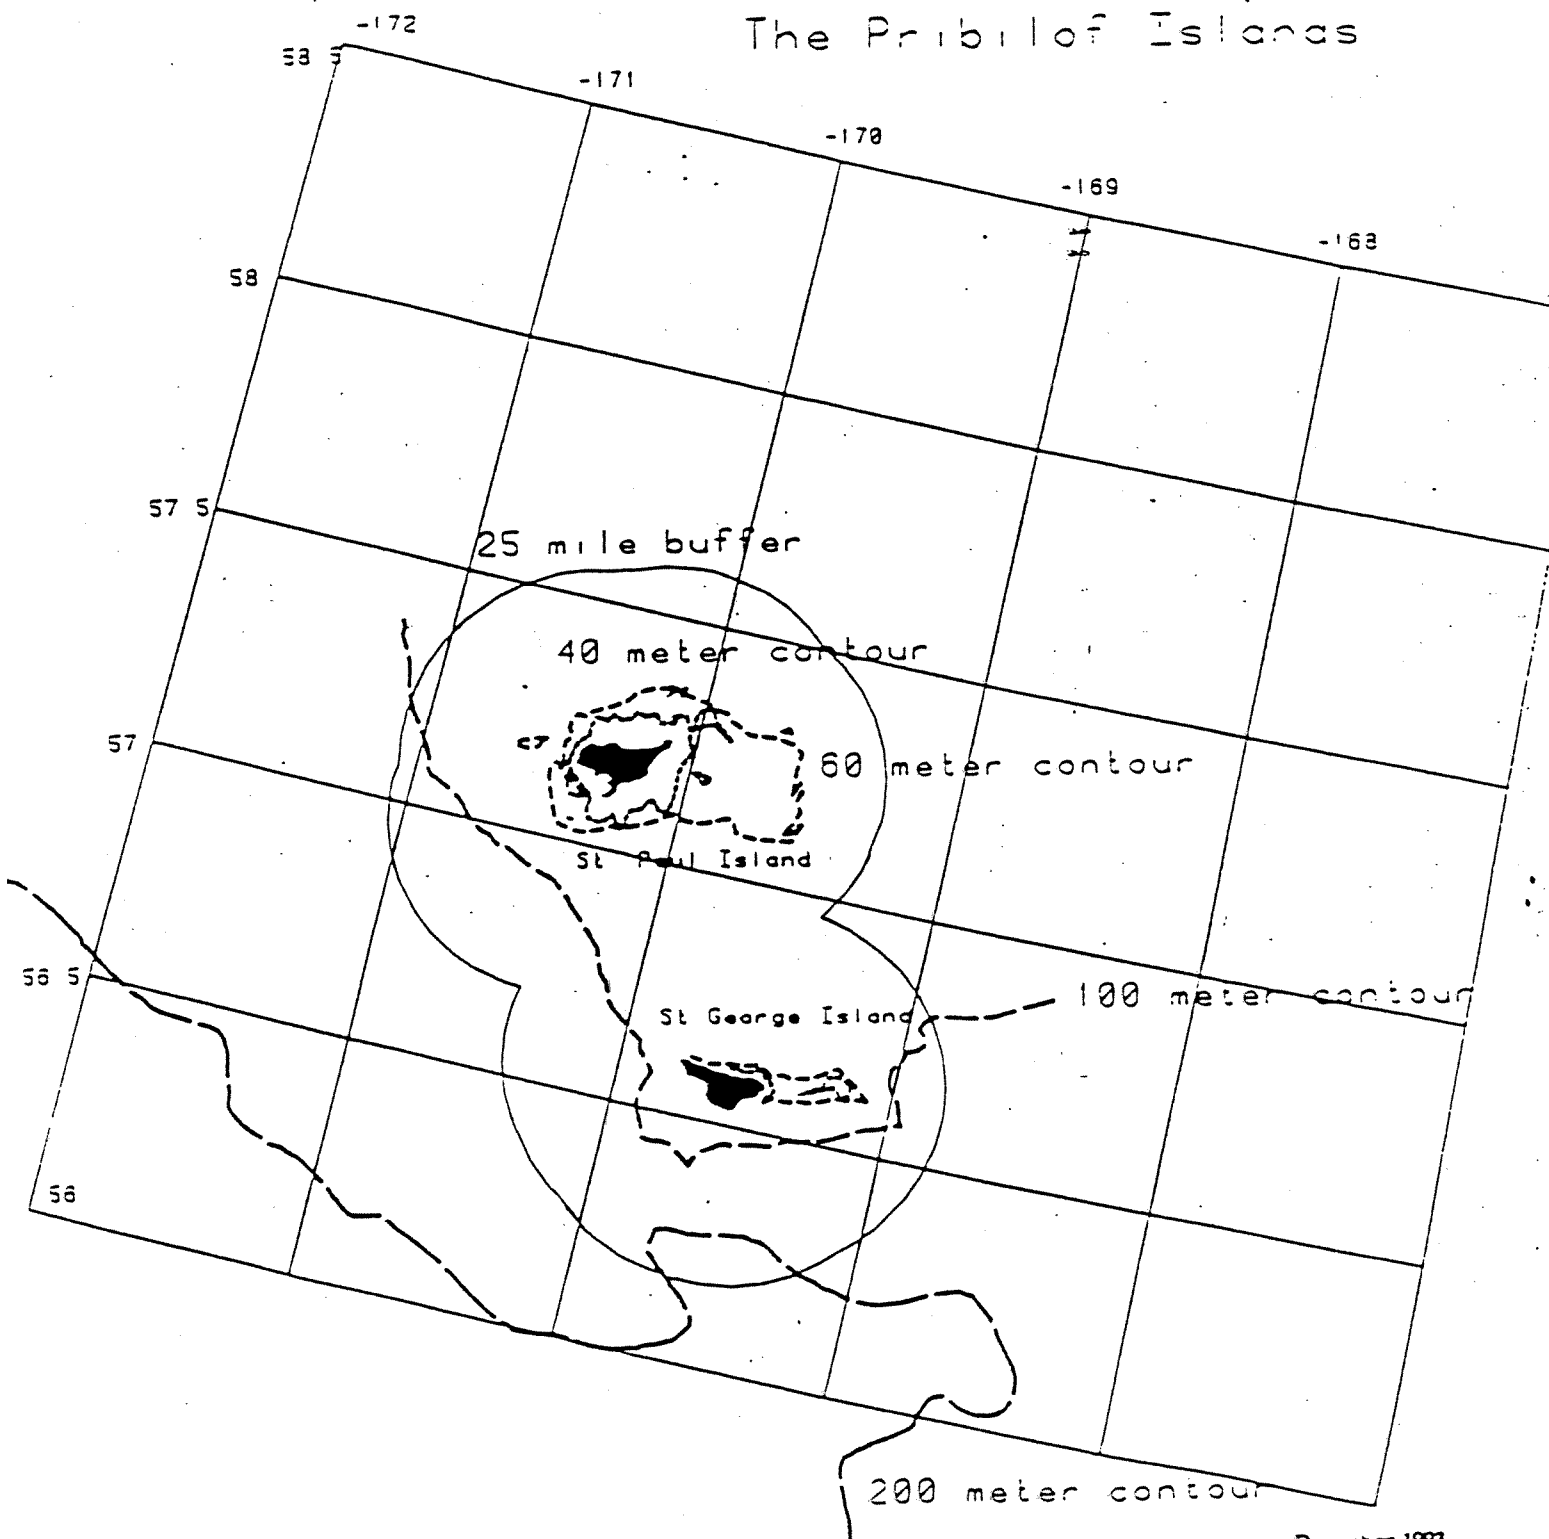 The Pribilof Islands
-172
-171
-170
-169
-168
58 5
58
57 5
57
56 5
56
25 mile buffer
40 meter contour
60 meter contour
St Paul Island
St George Island
100 meter contour
200 meter contour
1993